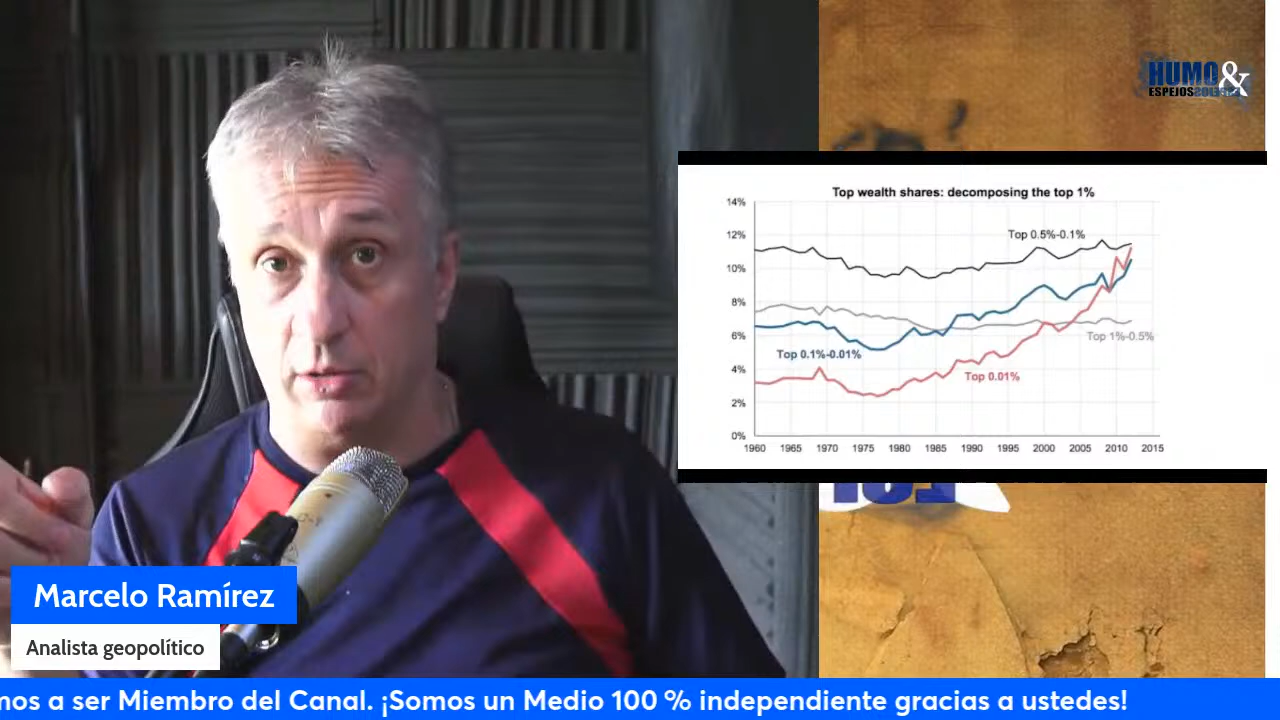 HUMO&
ESPEJOS
Top wealth shares: decomposing the top 1%
14%
12%
10%
8%
6%
4%
2%
0%
Top 0.5%-0.1%
Top 1%-0.5%
Top 0.1%-0.01%
Top 0.01%
1960 1965 1970 1975 1980 1985 1990 1995 2000 2005 2010 2015
Marcelo Ramírez
Analista geopolítico
mos a ser Miembro del Canal. ¡Somos un Medio 100 % independiente gracias a ustedes!